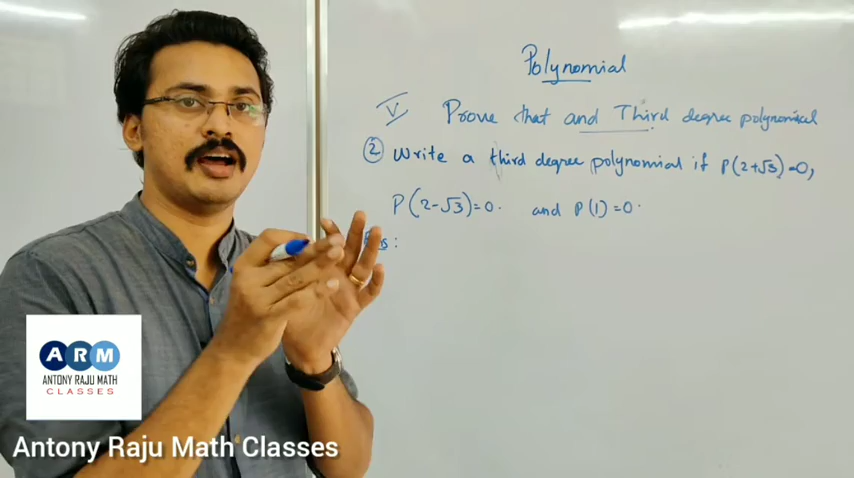 Polynomial
V Prove that and Third degree polynomial
② Write a third degree polynomial if P(2+√3)=0,
P(2-√3)=0. and P(1)=0.
Ans:
ARM
ANTONY RAJU MATH
CLASSES
Antony Raju Math Classes